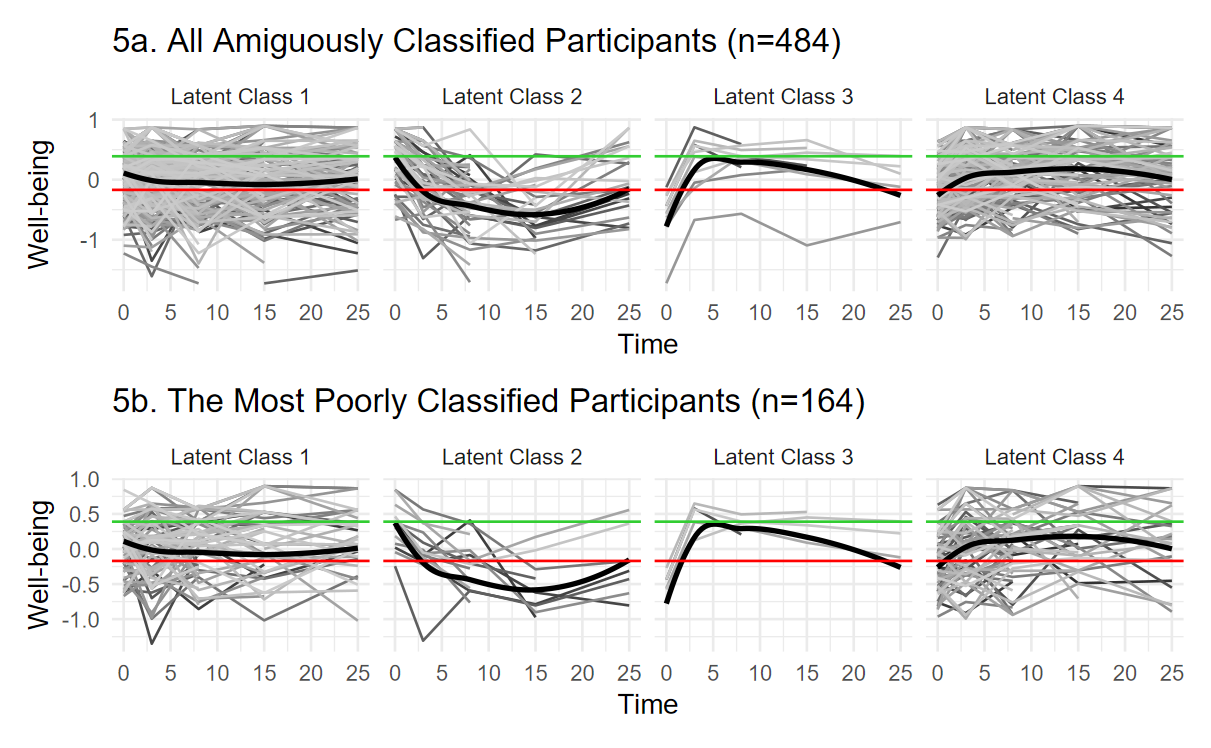 5a. All Amiguously Classified Participants (n=484)
Latent Class 1 Latent Class 2 Latent Class 3 Latent Class 4
Well-being
1
0
-1
0 5 10 15 20 25 0 5 10 15 20 25 0 5 10 15 20 25 0 5 10 15 20 25
Time
5b. The Most Poorly Classified Participants (n=164)
Latent Class 1 Latent Class 2 Latent Class 3 Latent Class 4
Well-being
1.0
0.5
0.0
-0.5
-1.0
0 5 10 15 20 25 0 5 10 15 20 25 0 5 10 15 20 25 0 5 10 15 20 25
Time